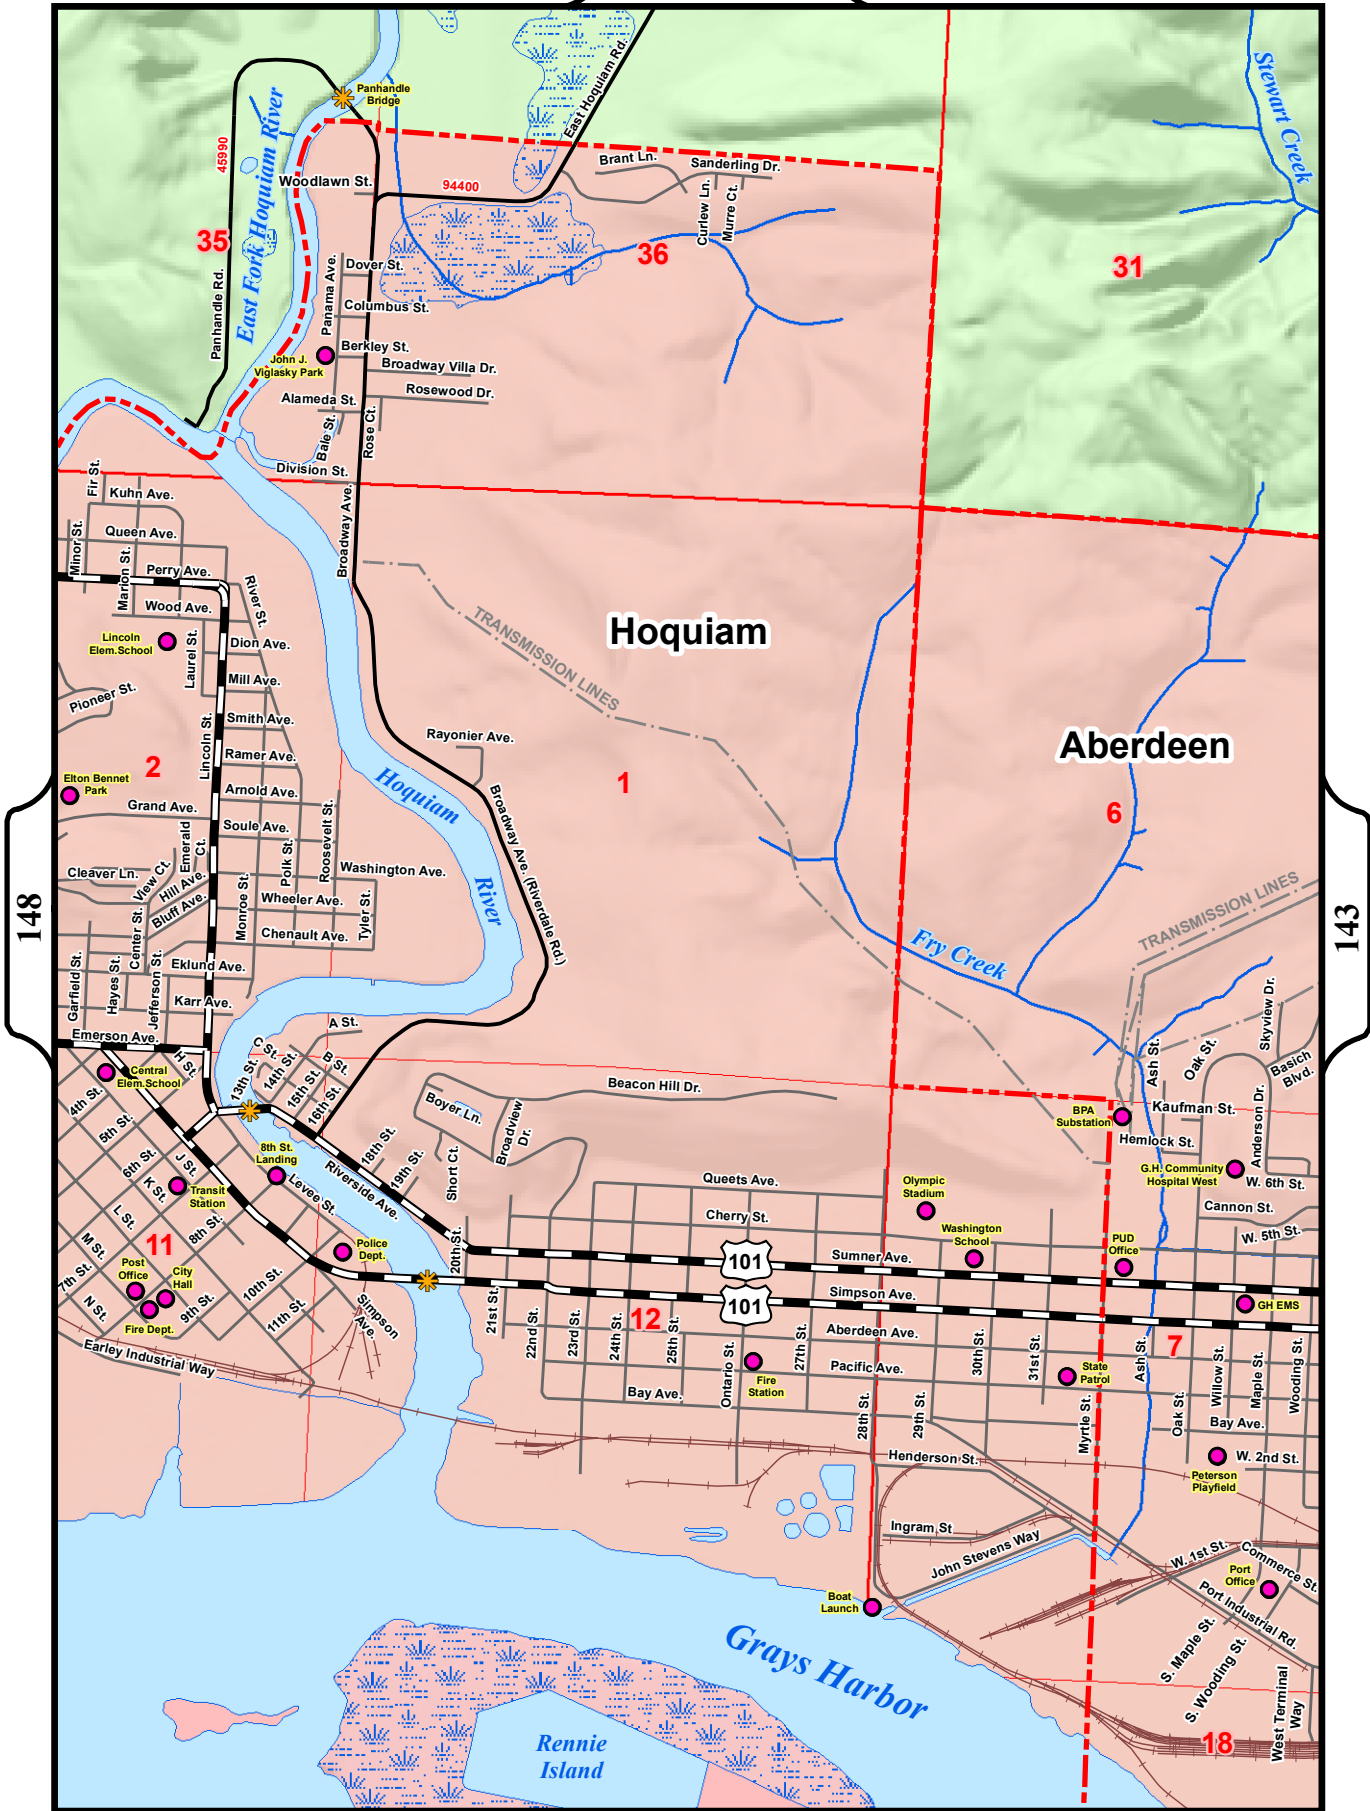 Panhandle
Bridge
East Hoquiam Rd.
Stewart Creek
45990
East Fork Hoquiam River
Woodlawn St.
94400
Brant Ln.
Sanderling Dr.
Curlew Ln.
Murre Ct.
35
36
31
Panhandle Rd.
Panama Ave.
Dover St.
Columbus St.
Berkley St.
John J.
Viglasky Park
Broadway Villa Dr.
Rosewood Dr.
Alameda St.
Bale St.
Rose Ct.
Division St.
Fir St.
Kuhn Ave.
Minor St.
Queen Ave.
Marion St.
Perry Ave.
Broadway Ave.
River St.
Wood Ave.
Lincoln
Elem.School
Laurel St.
Dion Ave.
TRANSMISSION LINES
Hoquiam
Mill Ave.
Pioneer St.
Lincoln St.
Smith Ave.
Ramer Ave.
Rayonier Ave.
Aberdeen
2
1
6
Elton Bennet
Park
Hoquiam
River
Arnold Ave.
Grand Ave.
Roosevelt St.
Soule Ave.
Emerald
Ct.
Polk St.
Broadway Ave. (Riverdale Rd.)
Cleaver Ln.
View Ct.
Hill Ave.
Bluff Ave.
Washington Ave.
Wheeler Ave.
Tyler St.
Monroe St.
Center St.
Chenault Ave.
148
143
TRANSMISSION LINES
Fry Creek
Garfield St.
Hayes St.
Jefferson St.
Eklund Ave.
Karr Ave.
Emerson Ave.
H St.
A St.
B St.
C St.
13th St.
14th St.
15th St.
16th St.
Skyview Dr.
Basich
Blvd.
Oak St.
Ash St.
Central
Elem.School
4th St.
5th St.
6th St.
J St.
K St.
L St.
M St.
N St.
7th St.
8th St.
9th St.
10th St.
11th St.
Boyer Ln.
Beacon Hill Dr.
Broadview
Dr.
BPA
Substation
Kaufman St.
Hemlock St.
Anderson Dr.
8th St.
Landing
Levee St.
Riverside Ave.
18th St.
19th St.
Short Ct.
G.H. Community
Hospital West
W. 6th St.
Transit
Station
Queets Ave.
Olympic
Stadium
Cannon St.
Cherry St.
Washington
School
W. 5th St.
11
Police
Dept.
20th St.
101
Sumner Ave.
PUD
Office
Post
Office
City
Hall
Fire Dept.
Simpson
Ave.
101
Simpson Ave.
GH EMS
21st St.
22nd St.
23rd St.
24th St.
12
25th St.
Ontario St.
27th St.
Aberdeen Ave.
30th St.
31st St.
7
Earley Industrial Way
Fire
Station
Pacific Ave.
State
Patrol
Ash St.
Willow St.
Maple St.
Wooding St.
Bay Ave.
28th St.
29th St.
Myrtle St.
Oak St.
Bay Ave.
Henderson St.
W. 2nd St.
Peterson
Playfield
Ingram St
John Stevens Way
W. 1st St.
Commerce St.
Port
Office
Boat
Launch
Port Industrial Rd.
Grays Harbor
S. Maple St.
S. Wooding St.
West Terminal
Way
18
Rennie
Island